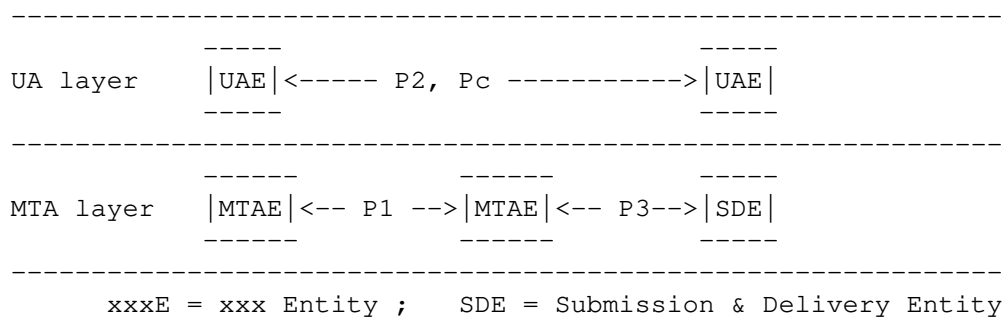 --------------------------------------------------------------
            -----                          -----
UA layer    |UAE|<----- P2, Pc ----------->|UAE|
            -----                          -----
--------------------------------------------------------------
            ------          ------         -----
MTA layer   |MTAE|<-- P1 -->|MTAE|<-- P3-->|SDE|
            ------          ------         -----
--------------------------------------------------------------
      xxxE = xxx Entity ;   SDE = Submission & Delivery Entity